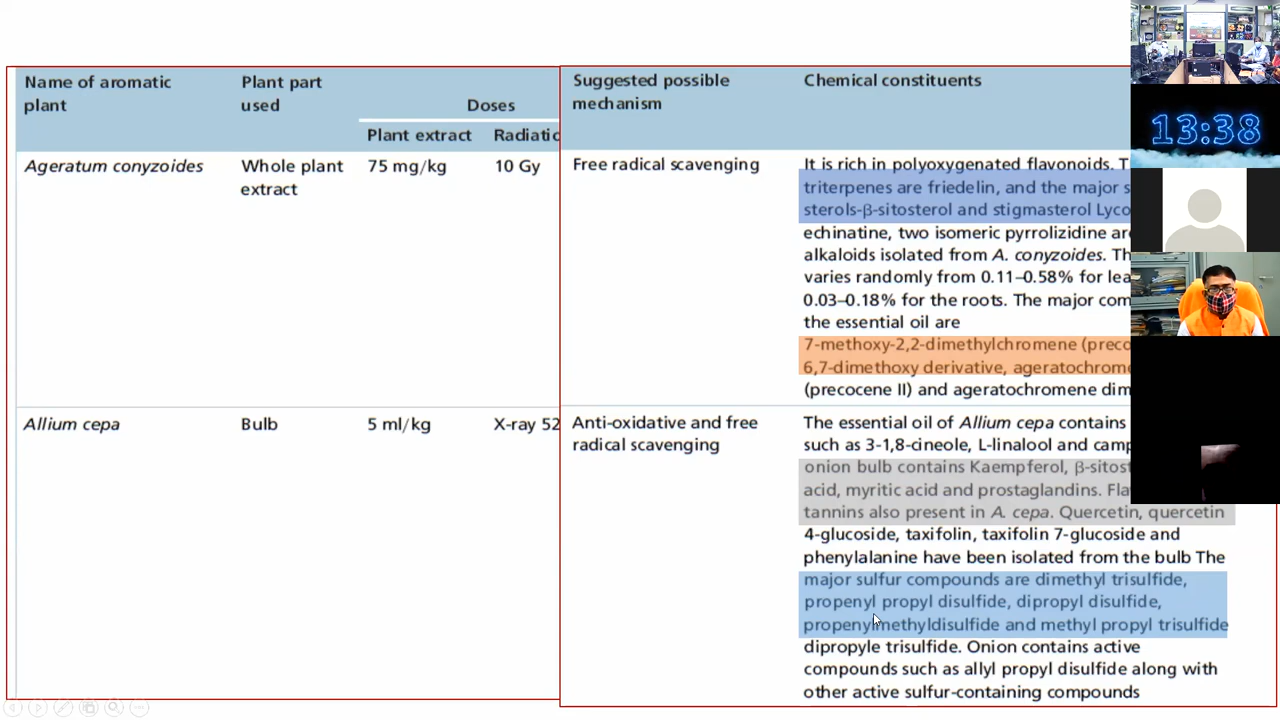 Name of aromatic
plant
Plant part
used
Doses
Plant extract
Suggested possible
mechanism
Chemical constituents
Ageratum conyzoides
Whole plant
extract
75 mg/kg
10 Gy
Free radical scavenging
It is rich in polyoxygenated flavonoids.
triterpenes are friedelin, and the major
sterols-β-sitosterol and stigmasterol
echinatine, two isomeric pyrrolizidine
alkaloids isolated from A. conyzoides.
varies randomly from 0.11–0.58% for
0.03–0.18% for the roots. The major
the essential oil are
7-methoxy-2,2-dimethylchromene
6,7-dimethoxy derivative,
(precocene II) and ageratochromene
Allium cepa
Bulb
5 ml/kg
X-ray 52
Anti-oxidative and free
radical scavenging
The essential oil of Allium cepa contains
such as 3-1,8-cineole, L-linalool and
onion bulb contains Kaempferol,
acid, myritic acid and prostaglandins.
tannins also present in A. cepa. Quercetin, quercetin
4-glucoside, taxifolin, taxifolin 7-glucoside and
phenylalanine have been isolated from the bulb The
major sulfur compounds are dimethyl trisulfide,
propenyl propyl disulfide, dipropyl disulfide,
propenylmethyldisulfide and methyl propyl trisulfide
dipropyle trisulfide. Onion contains active
compounds such as allyl propyl disulfide along with
other active sulfur-containing compounds
13:38